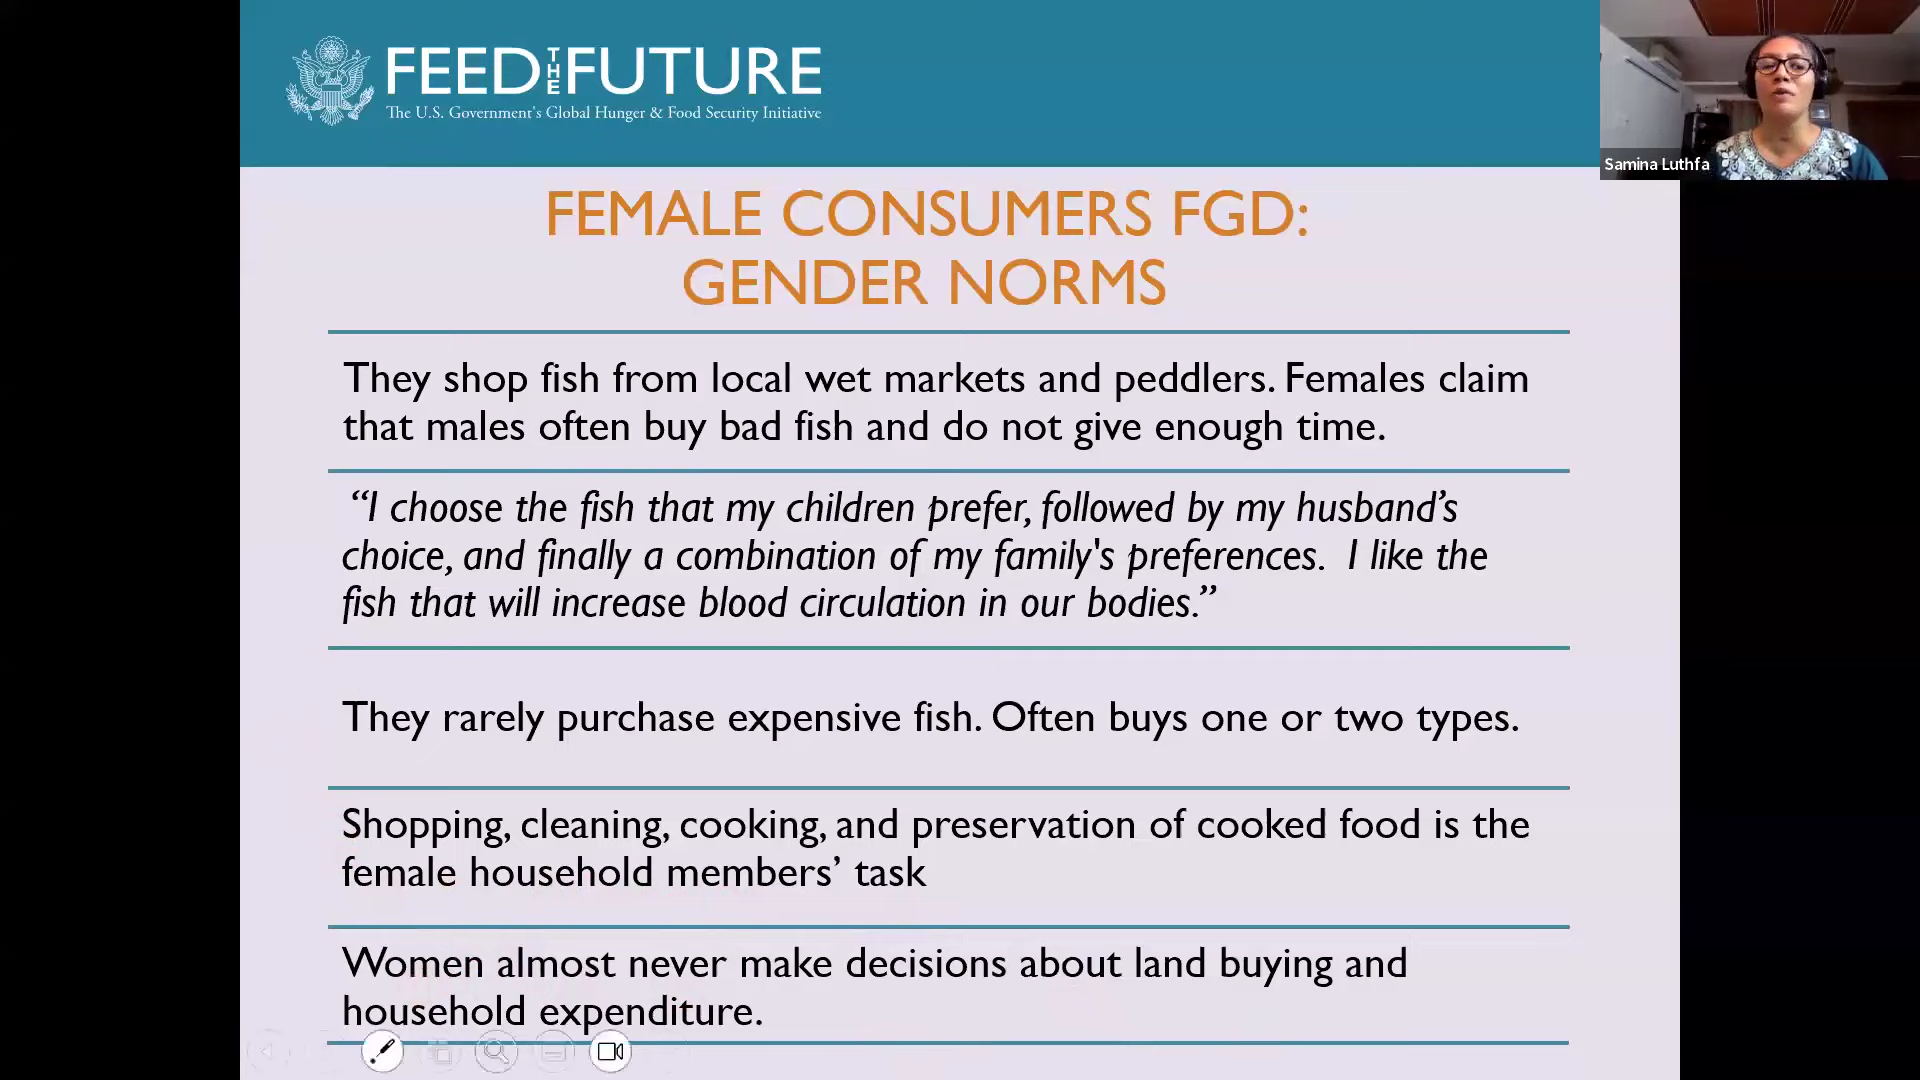 FEED THE FUTURE
The U.S. Government's Global Hunger & Food Security Initiative
Samina Luthfa
FEMALE CONSUMERS FGD:
GENDER NORMS
They shop fish from local wet markets and peddlers. Females claim
that males often buy bad fish and do not give enough time.
“I choose the fish that my children prefer, followed by my husband’s
choice, and finally a combination of my family's preferences. I like the
fish that will increase blood circulation in our bodies.”
They rarely purchase expensive fish. Often buys one or two types.
Shopping, cleaning, cooking, and preservation of cooked food is the
female household members’ task
Women almost never make decisions about land buying and
household expenditure.